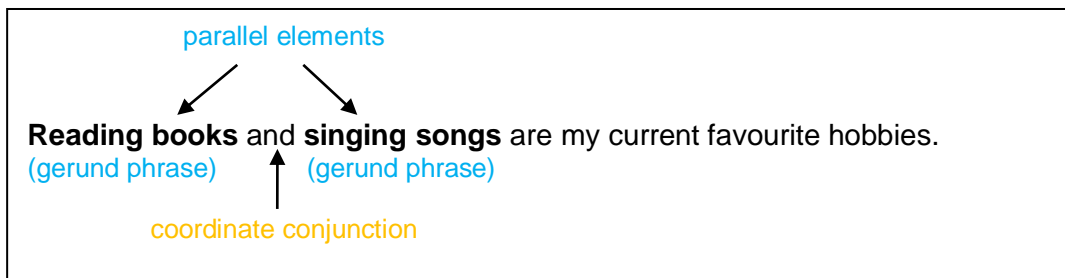 parallel elements
Reading books and singing songs are my current favourite hobbies.
(gerund phrase) (gerund phrase)
coordinate conjunction